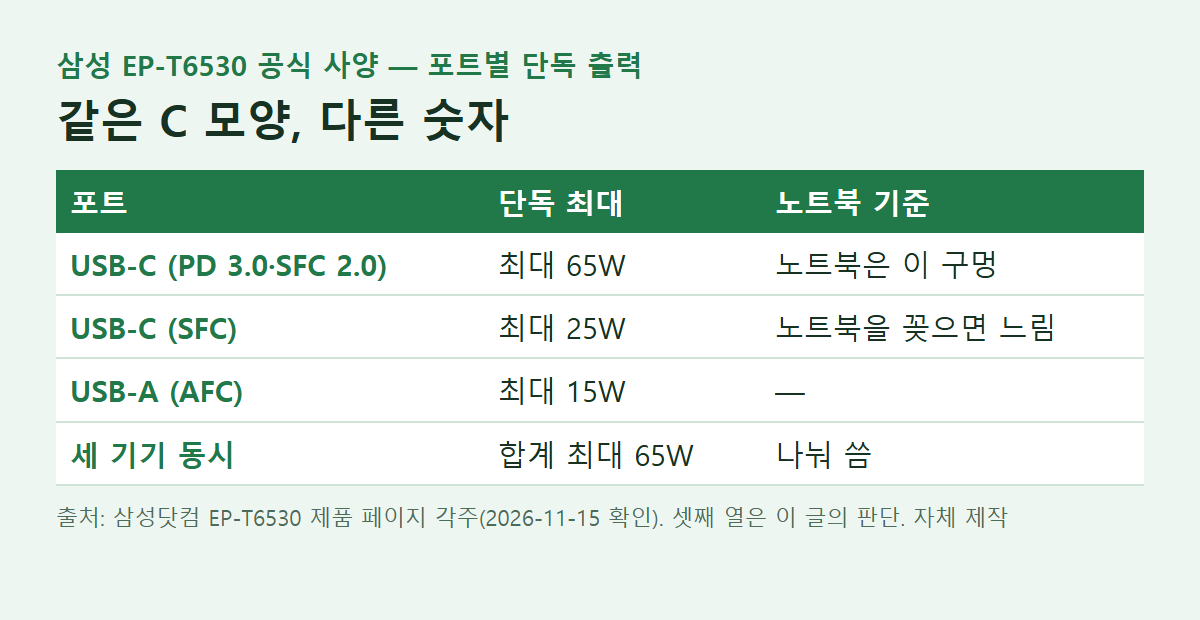 삼성 EP-T6530 공식 사양 — 포트별 단독 출력
같은 C 모양, 다른 숫자
포트 단독 최대 노트북 기준
USB-C (PD 3.0·SFC 2.0) 최대 65W 노트북은 이 구멍
USB-C (SFC) 최대 25W 노트북을 꽂으면 느림
USB-A (AFC) 최대 15W —
세 기기 동시 합계 최대 65W 나눠 씀
출처: 삼성닷컴 EP-T6530 제품 페이지 각주(2026-11-15 확인). 셋째 열은 이 글의 판단. 자체 제작